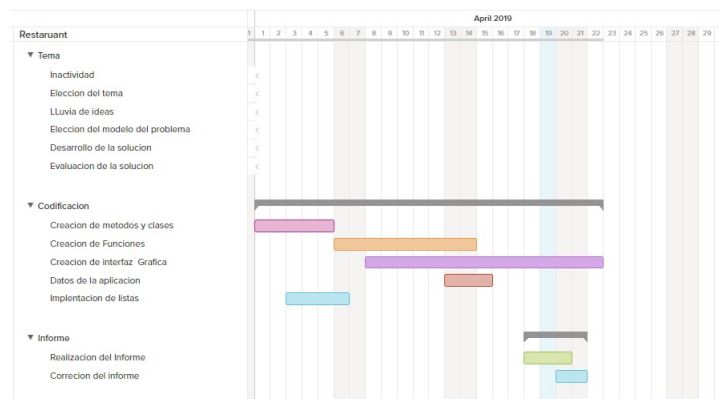 April 2019
Restaruant 1 1 2 3 4 5 6 7 8 9 10 11 12 13 14 15 16 17 18 19 20 21 22 23 24 25 26 27 28 29
Tema
Inactividad
Eleccion del tema
LLuvia de ideas
Eleccion del modelo del problema
Desarrollo de la solucion
Evaluacion de la solucion
Codificacion
Creacion de metodos y clases
Creacion de Funciones
Creacion de interfaz Grafica
Datos de la aplicacion
Implentacion de listas
Informe
Realizacion del Informe
Correcion del informe